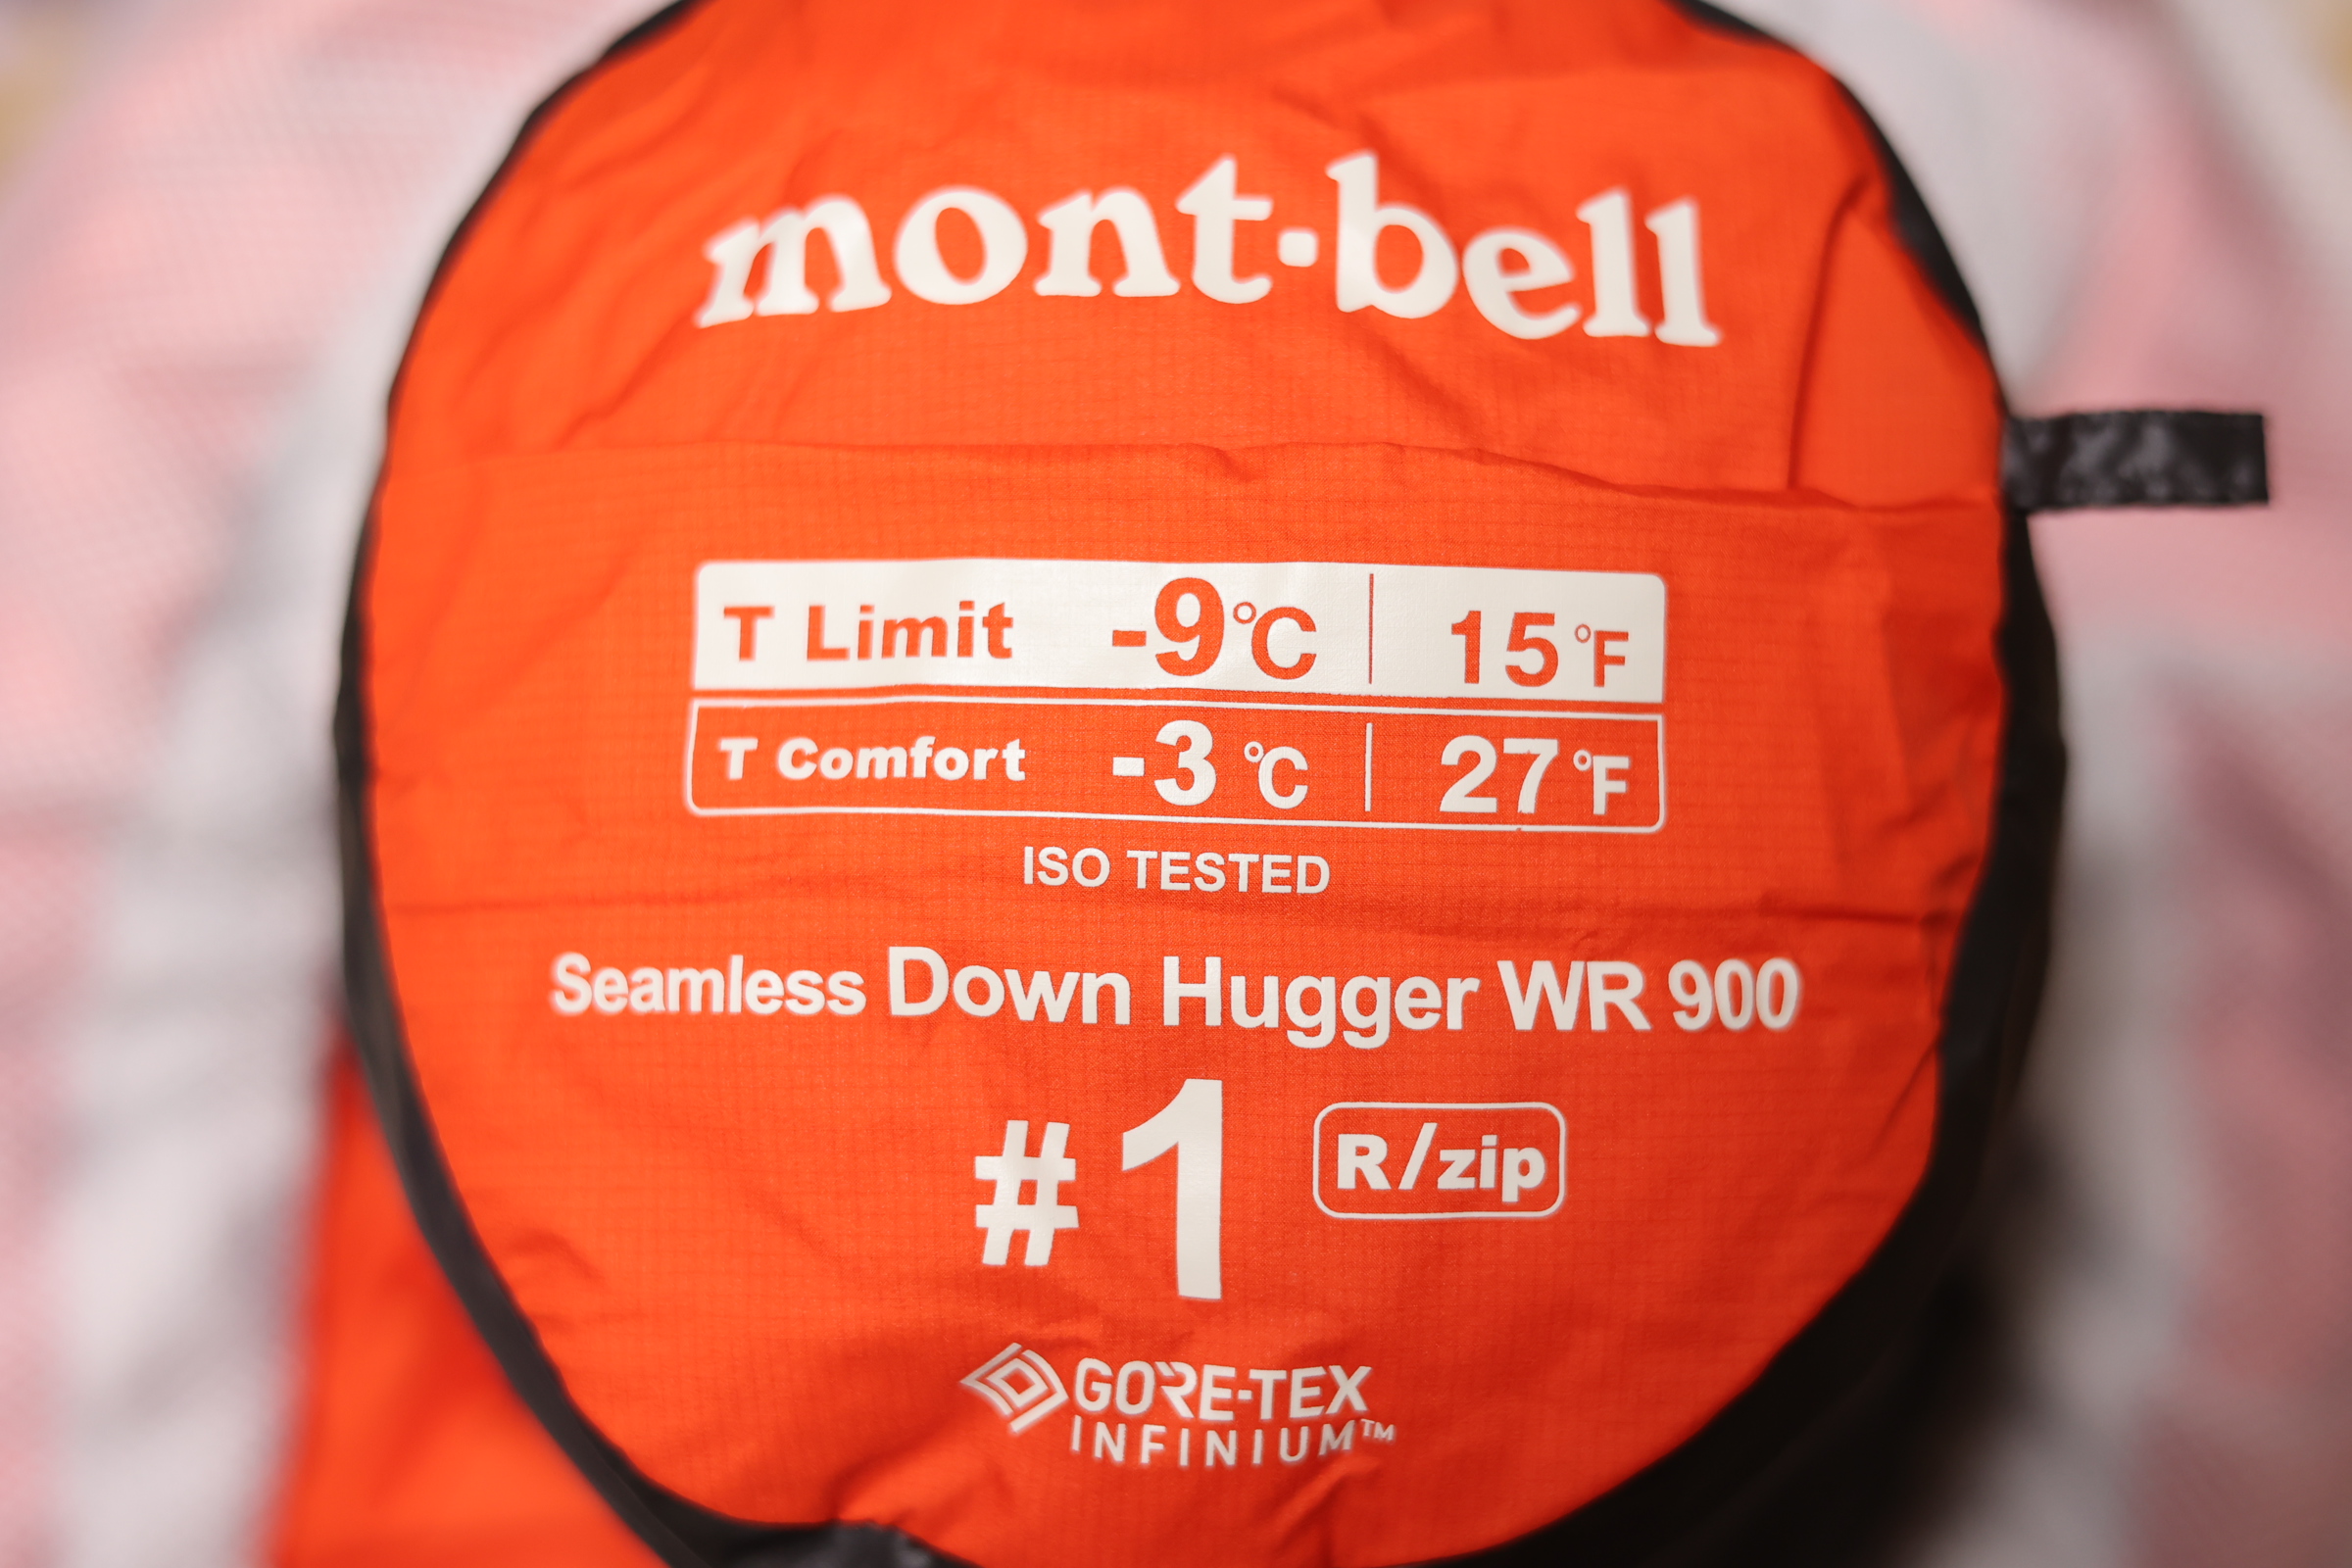 mont·bell
T Limit -9℃ 15℉
T Comfort -3℃ 27℉
ISO TESTED
Seamless Down Hugger WR 900
#1 R/zip
GORE-TEX
INFINIUM™